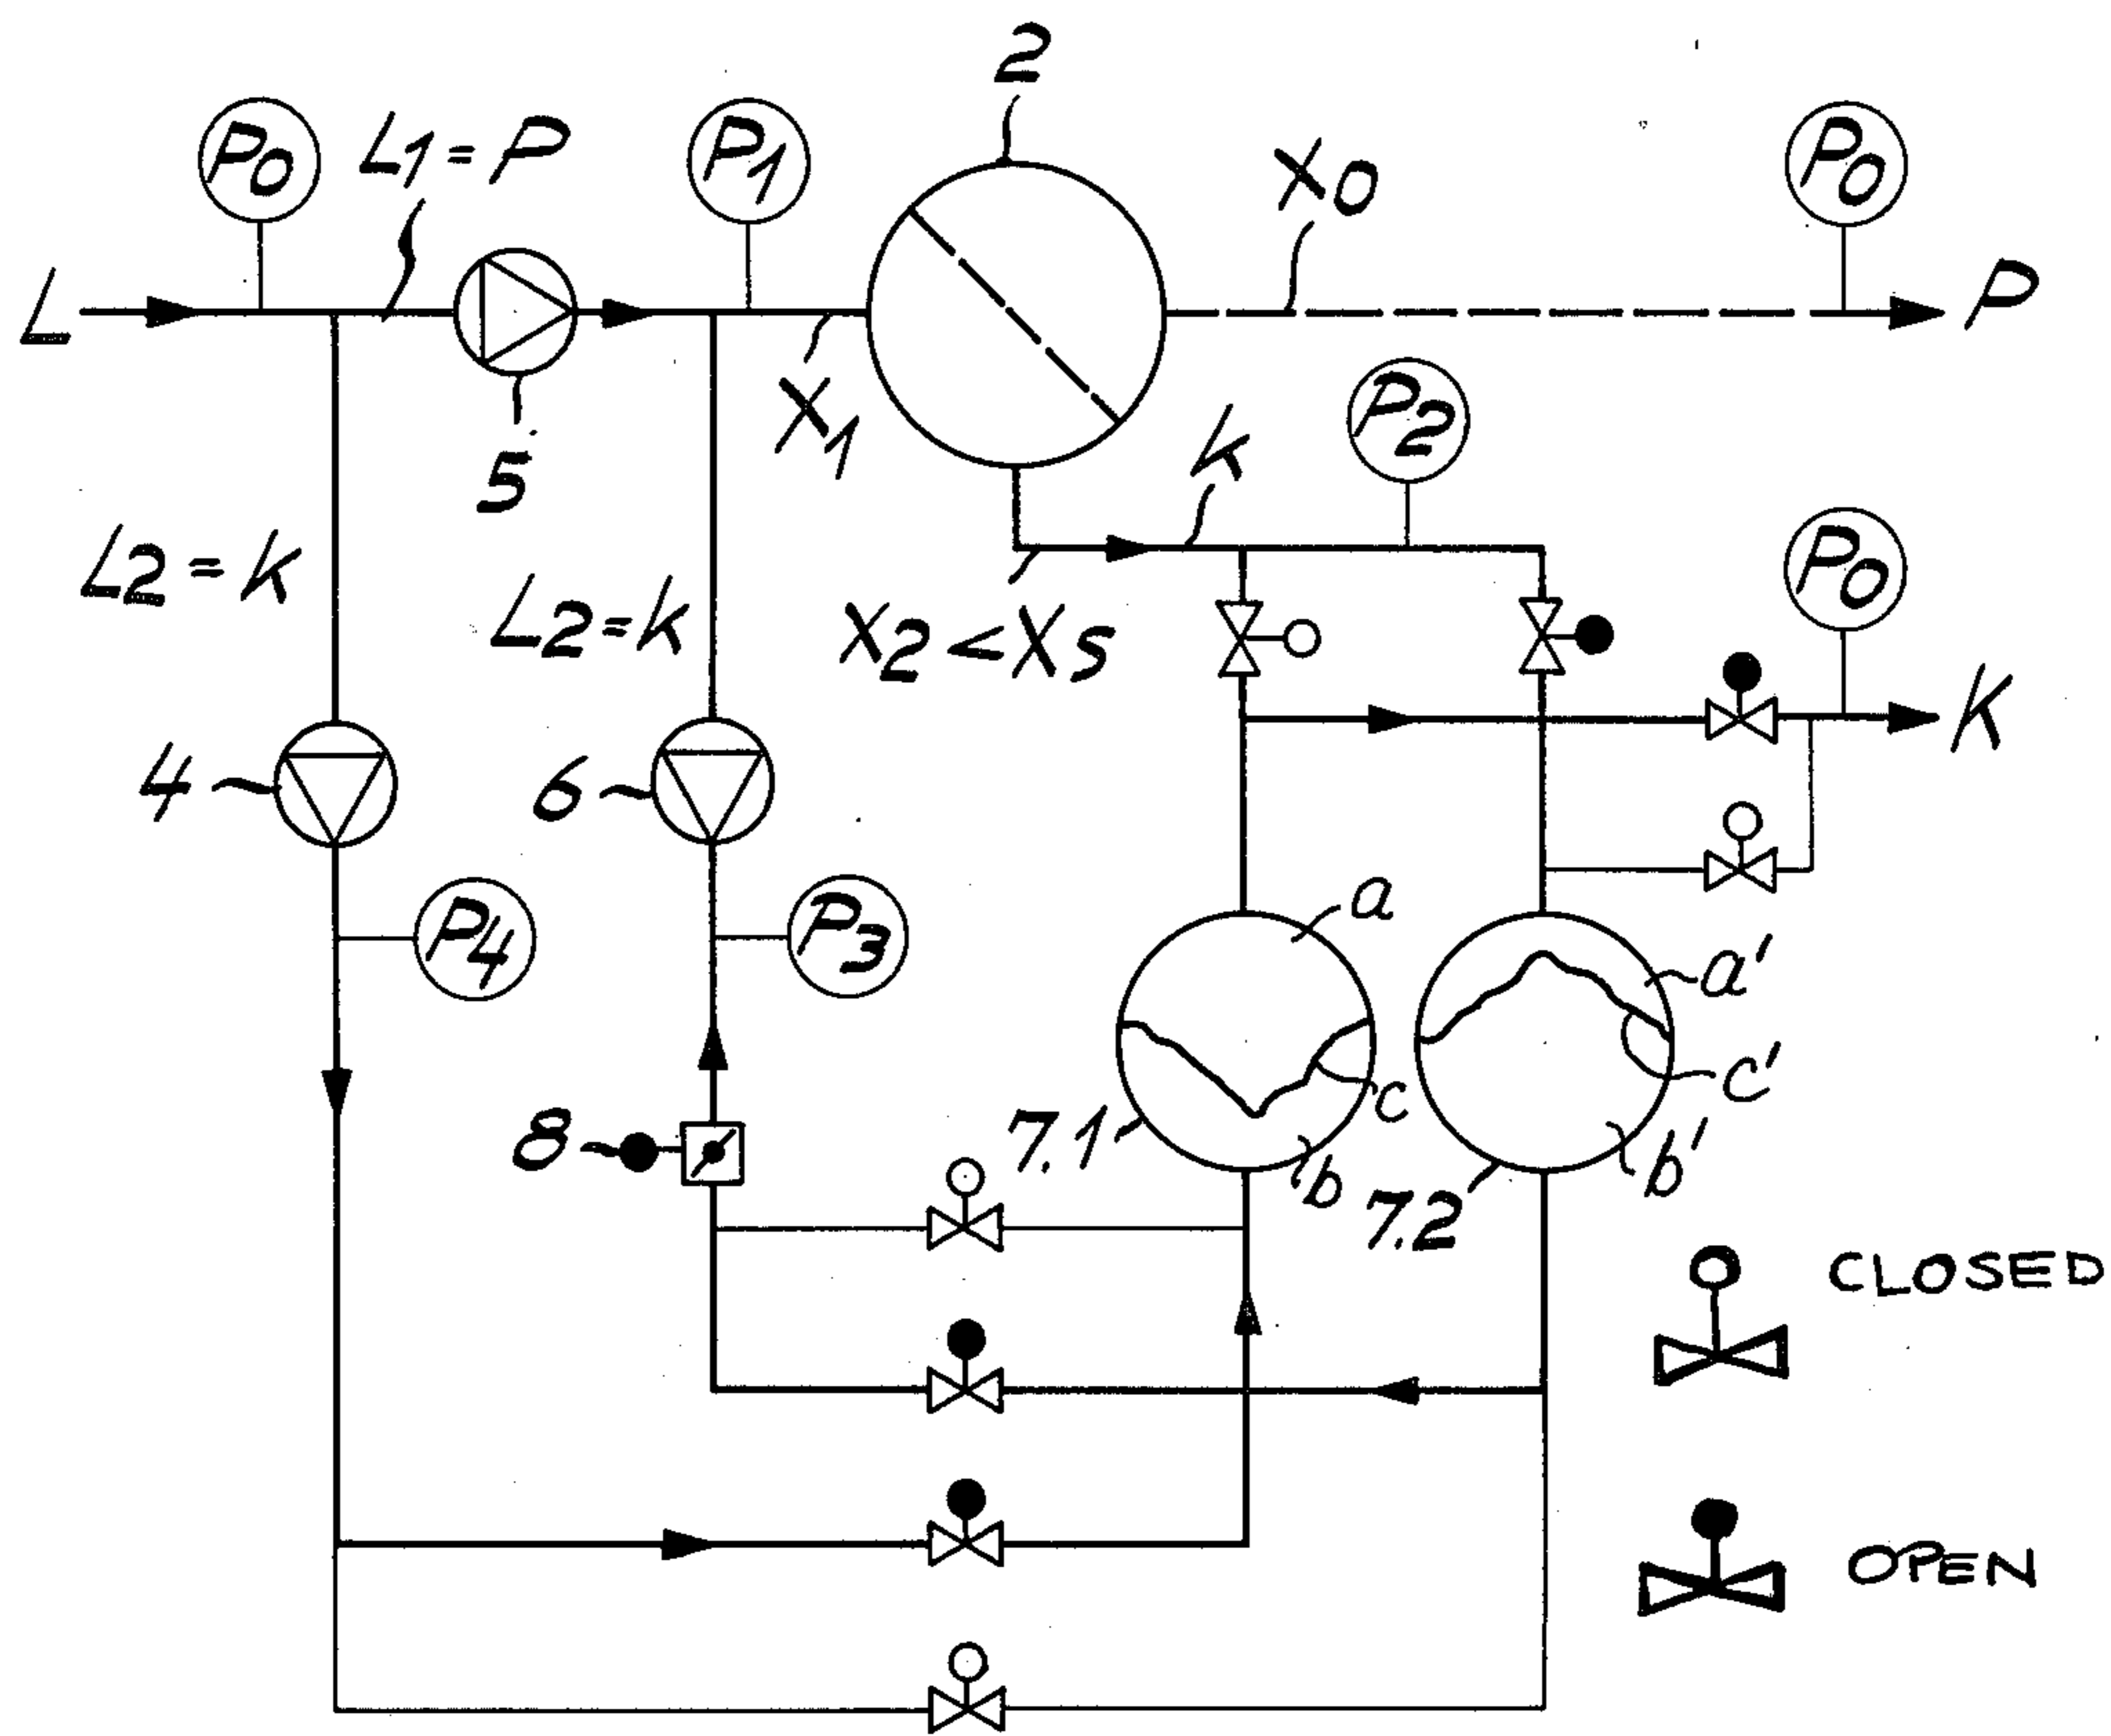 2
P0
L1 = P
P1
X0
P0
L
P
5
X1
k
P2
L2 = k
L2 = k
X2 < Xs
P0
K
4
6
P4
P3
a
a'
c
c'
8
7.1
b
7.2
b'
CLOSED
OPEN